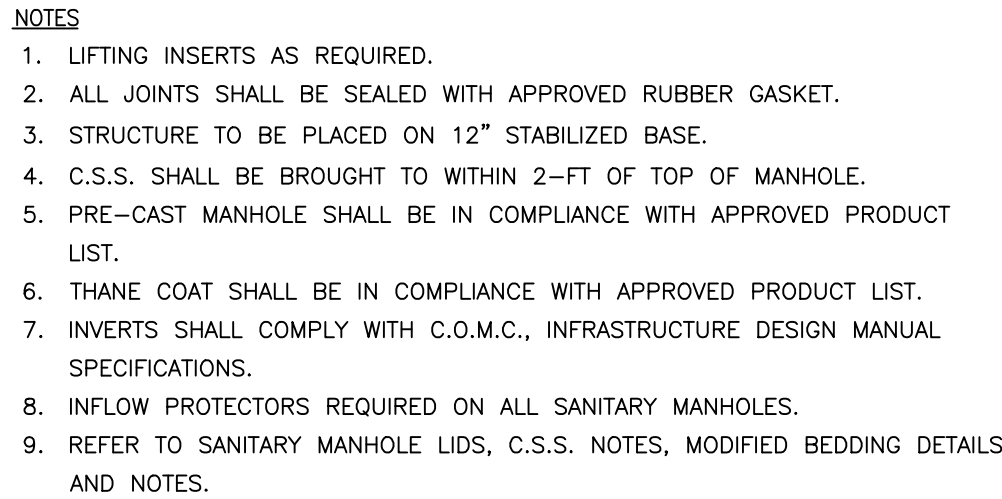 NOTES
1. LIFTING INSERTS AS REQUIRED.
2. ALL JOINTS SHALL BE SEALED WITH APPROVED RUBBER GASKET.
3. STRUCTURE TO BE PLACED ON 12" STABILIZED BASE.
4. C.S.S. SHALL BE BROUGHT TO WITHIN 2-FT OF TOP OF MANHOLE.
5. PRE-CAST MANHOLE SHALL BE IN COMPLIANCE WITH APPROVED PRODUCT
LIST.
6. THANE COAT SHALL BE IN COMPLIANCE WITH APPROVED PRODUCT LIST.
7. INVERTS SHALL COMPLY WITH C.O.M.C., INFRASTRUCTURE DESIGN MANUAL
SPECIFICATIONS.
8. INFLOW PROTECTORS REQUIRED ON ALL SANITARY MANHOLES.
9. REFER TO SANITARY MANHOLE LIDS, C.S.S. NOTES, MODIFIED BEDDING DETAILS
AND NOTES.